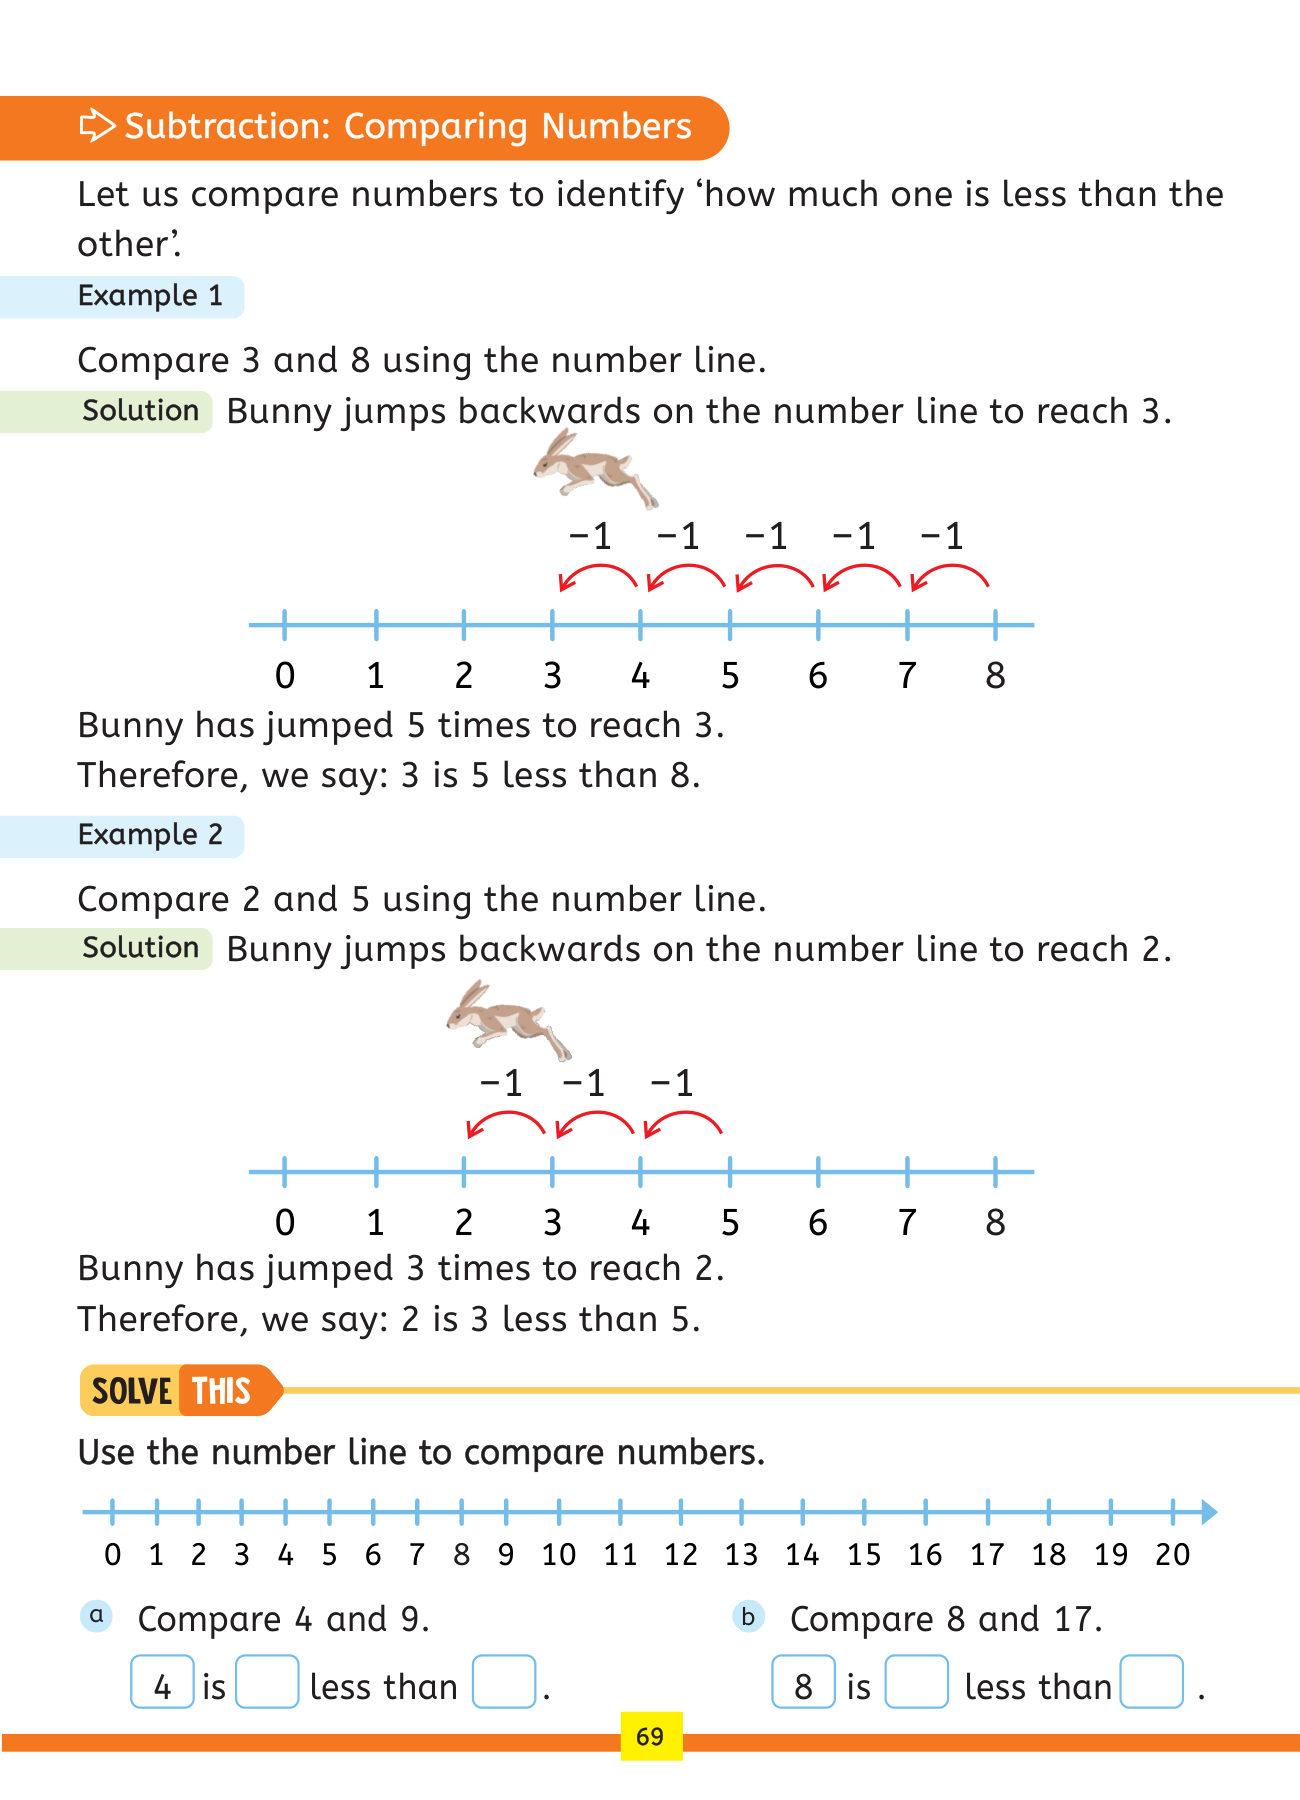 Subtraction: Comparing Numbers
Let us compare numbers to identify ‘how much one is less than the
other’.
Example 1
Compare 3 and 8 using the number line.
Solution Bunny jumps backwards on the number line to reach 3.
–1 –1 –1 –1 –1
0 1 2 3 4 5 6 7 8
Bunny has jumped 5 times to reach 3.
Therefore, we say: 3 is 5 less than 8.
Example 2
Compare 2 and 5 using the number line.
Solution Bunny jumps backwards on the number line to reach 2.
–1 –1 –1
0 1 2 3 4 5 6 7 8
Bunny has jumped 3 times to reach 2.
Therefore, we say: 2 is 3 less than 5.
SOLVE THIS
Use the number line to compare numbers.
0 1 2 3 4 5 6 7 8 9 10 11 12 13 14 15 16 17 18 19 20
a Compare 4 and 9.
4 is less than .
b Compare 8 and 17.
8 is less than .
69